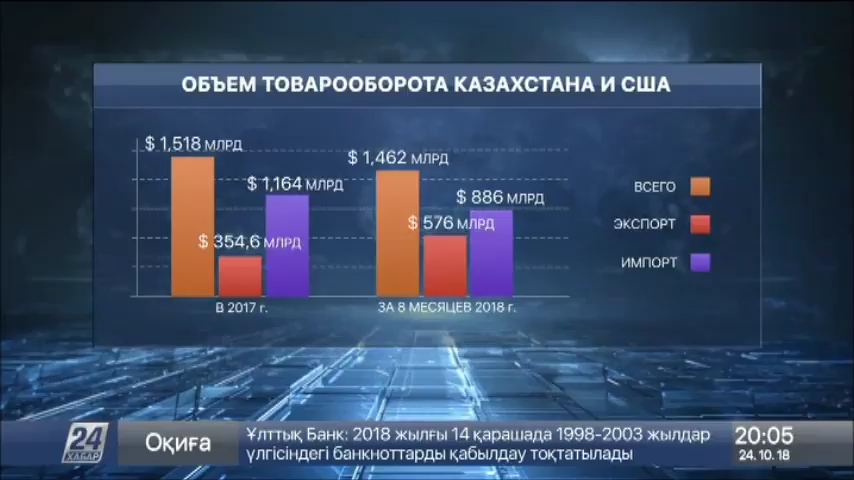 ОБЪЕМ ТОВАРООБОРОТА КАЗАХСТАНА И США
$ 1,518 МЛРД
$ 354,6 МЛРД
$ 1,164 МЛРД
В 2017 г.
$ 1,462 МЛРД
$ 576 МЛРД
$ 886 МЛРД
ЗА 8 МЕСЯЦЕВ 2018 г.
ВСЕГО
ЭКСПОРТ
ИМПОРТ
24
ХАБАР
Оқиға
Ұлттық Банк: 2018 жылғы 14 қарашада 1998-2003 жылдар
үлгісіндегі банкноттарды қабылдау тоқтатылады
20:05
24.10.18